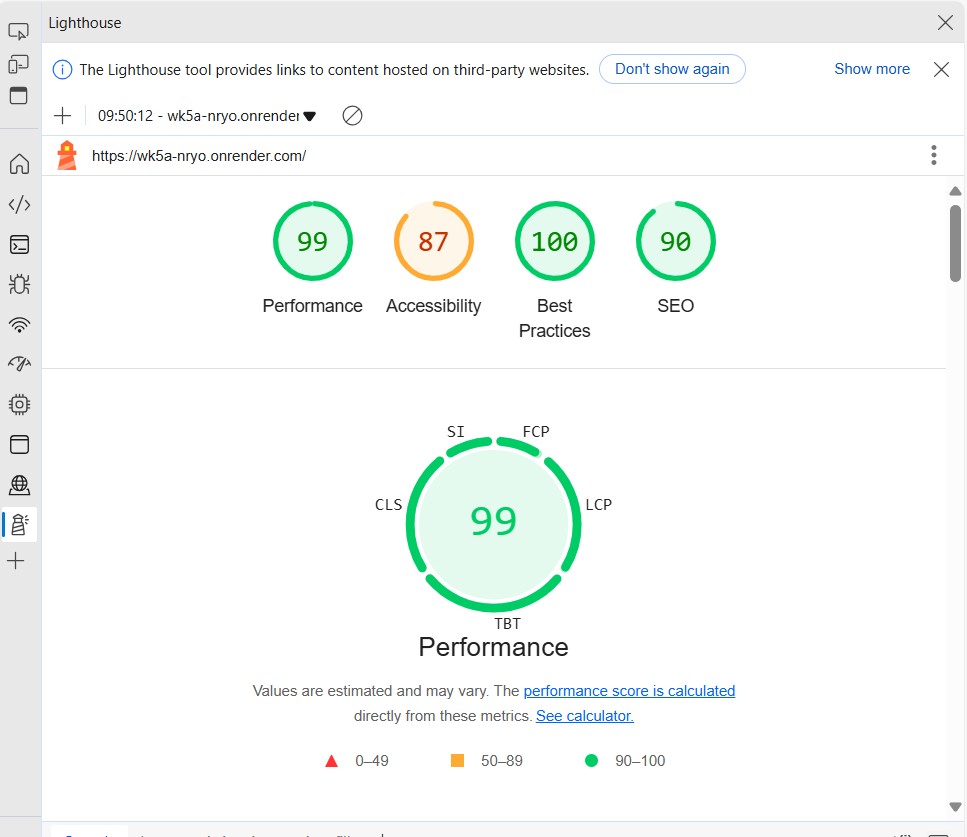 Lighthouse
The Lighthouse tool provides links to content hosted on third-party websites.
Don't show again
Show more
09:50:12 - wk5a-nryo.onrender
https://wk5a-nryo.onrender.com/
99
87
100
90
Performance
Accessibility
Best
Practices
SEO
SI
FCP
CLS
LCP
99
TBT
Performance
Values are estimated and may vary. The performance score is calculated
directly from these metrics. See calculator.
0–49
50–89
90–100